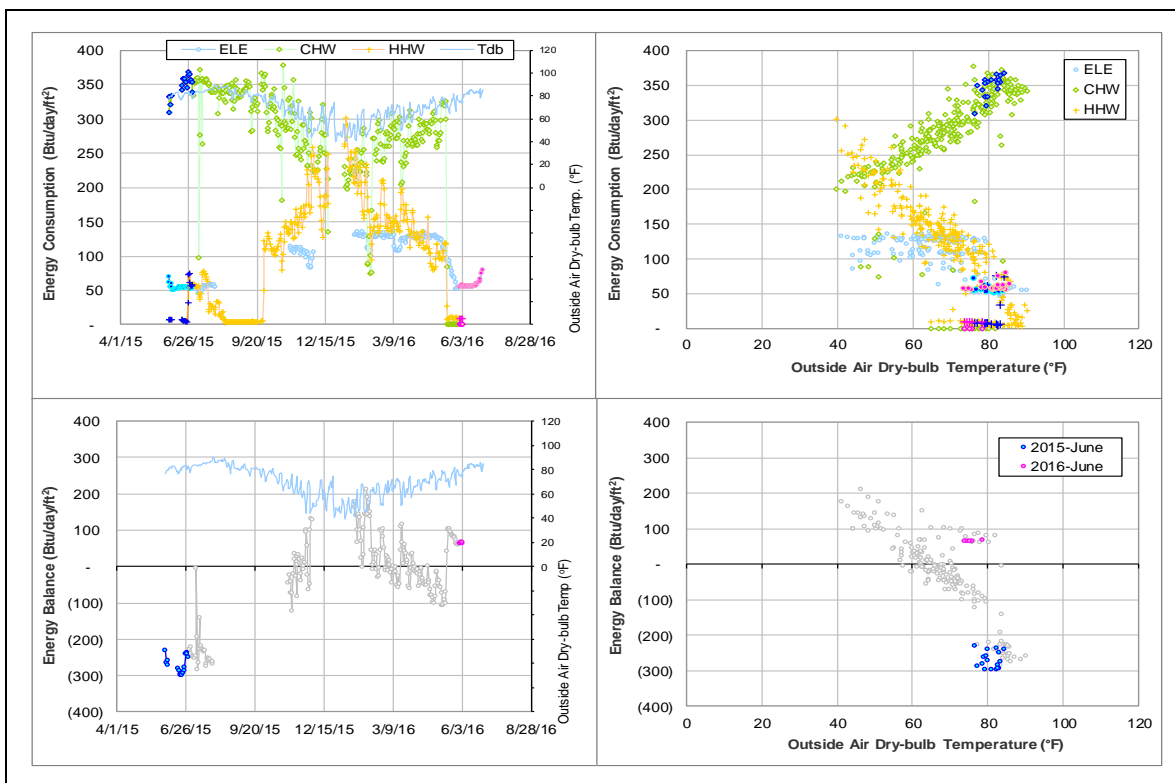 400
350
300
250
200
150
100
50
-
Energy Consumption (Btu/day/ft²)
ELE CHW HHW Tdb
120
100
80
60
40
20
0
Outside Air Dry-bulb Temp. (°F)
4/1/15 6/26/15 9/20/15 12/15/15 3/9/16 6/3/16 8/28/16
400
350
300
250
200
150
100
50
-
Energy Consumption (Btu/day/ft²)
ELE
CHW
HHW
0 20 40 60 80 100 120
Outside Air Dry-bulb Temperature (°F)
400
300
200
100
-
(100)
(200)
(300)
(400)
Energy Balance (Btu/day/ft²)
120
100
80
60
40
20
0
Outside Air Dry-bulb Temp (°F)
4/1/15 6/26/15 9/20/15 12/15/15 3/9/16 6/3/16 8/28/16
400
300
200
100
-
(100)
(200)
(300)
(400)
Energy Balance (Btu/day/ft²)
2015-June
2016-June
0 20 40 60 80 100 120
Outside Air Dry-bulb Temperature (°F)